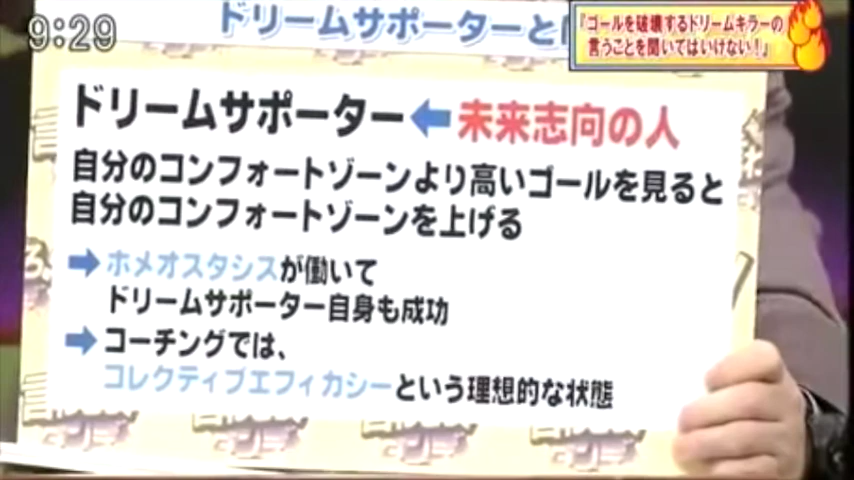 9:29
ドリームサポーターとは
『ゴールを破壊するドリームキラーの
言うことを聞いてはいけない！』
ドリームサポーター←未来志向の人
自分のコンフォートゾーンより高いゴールを見ると
自分のコンフォートゾーンを上げる
➡ホメオスタシスが働いて
ドリームサポーター自身も成功
➡コーチングでは、
コレクティブエフィカシーという理想的な状態